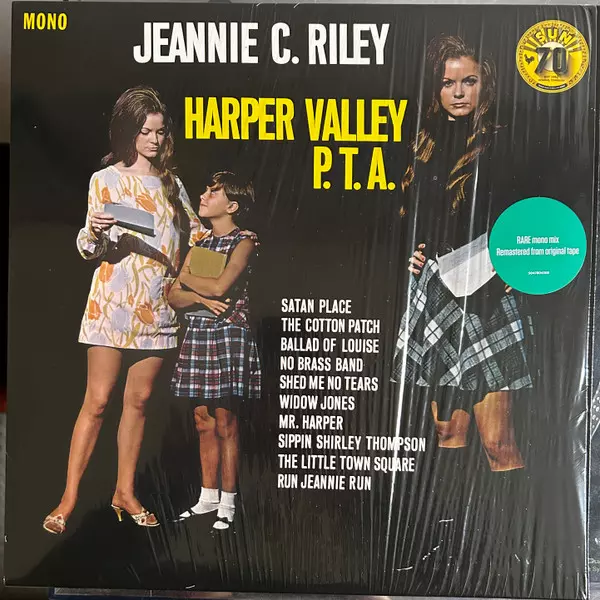 MONO
JEANNIE C. RILEY
HARPER VALLEY
P.T.A.
70
RARE mono mix
Remastered from original tape
SATAN PLACE
THE COTTON PATCH
BALLAD OF LOUISE
NO BRASS BAND
SHED ME NO TEARS
WIDOW JONES
MR. HARPER
SIPPIN SHIRLEY THOMPSON
THE LITTLE TOWN SQUARE
RUN JEANNIE RUN